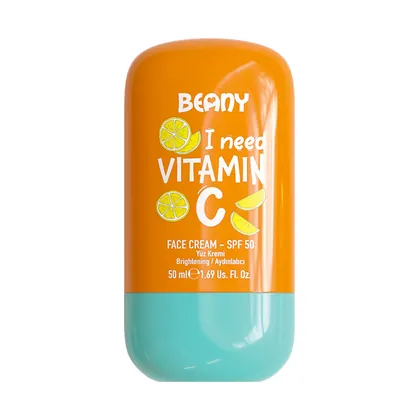 BEANY
I need
VITAMIN
C
FACE CREAM - SPF 50
Yüz Kremi
Brightening / Aydınlatıcı
50 ml ℮ 1.69 Us. Fl. Oz.